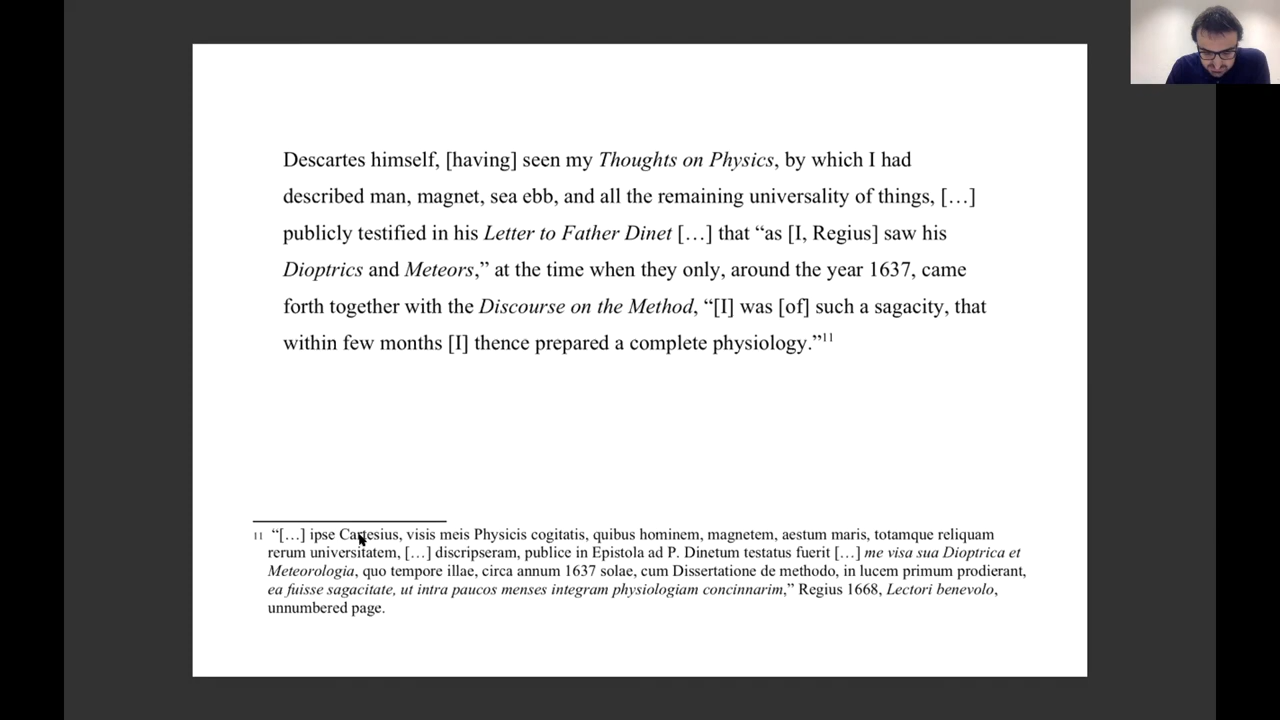 Descartes himself, [having] seen my Thoughts on Physics, by which I had
described man, magnet, sea ebb, and all the remaining universality of things, […]
publicly testified in his Letter to Father Dinet […] that “as [I, Regius] saw his
Dioptrics and Meteors,” at the time when they only, around the year 1637, came
forth together with the Discourse on the Method, “[I] was [of] such a sagacity, that
within few months [I] thence prepared a complete physiology.”11
11 “[…] ipse Cartesius, visis meis Physicis cogitatis, quibus hominem, magnetem, aestum maris, totamque reliquam
rerum universitatem, […] discripseram, publice in Epistola ad P. Dinetum testatus fuerit […] me visa sua Dioptrica et
Meteorologia, quo tempore illae, circa annum 1637 solae, cum Dissertatione de methodo, in lucem primum prodierant,
ea fuisse sagacitate, ut intra paucos menses integram physiologiam concinnarim,” Regius 1668, Lectori benevolo,
unnumbered page.